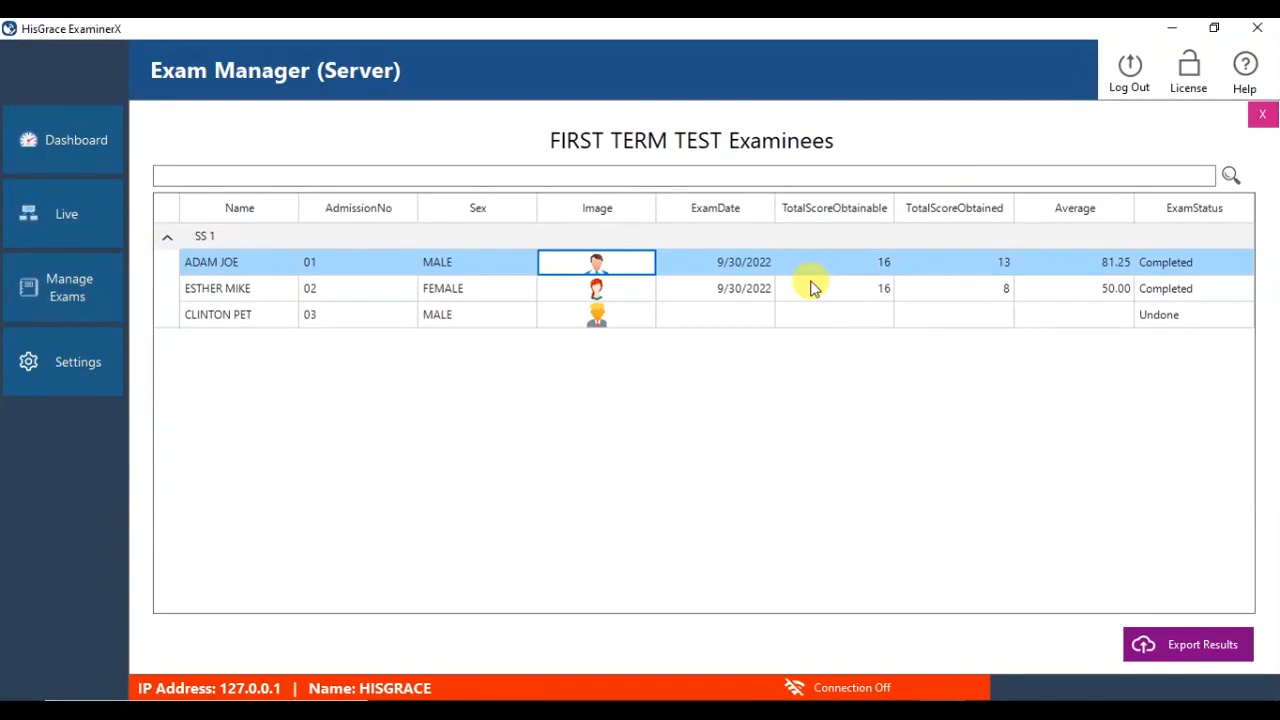 HisGrace ExaminerX
Exam Manager (Server)
Log Out
License
Help
X
Dashboard
Live
Manage
Exams
Settings
FIRST TERM TEST Examinees
Name AdmissionNo Sex Image ExamDate TotalScoreObtainable TotalScoreObtained Average ExamStatus
SS 1
ADAM JOE 01 MALE 9/30/2022 16 13 81.25 Completed
ESTHER MIKE 02 FEMALE 9/30/2022 16 8 50.00 Completed
CLINTON PET 03 MALE Undone
Export Results
IP Address: 127.0.0.1 | Name: HISGRACE Connection Off